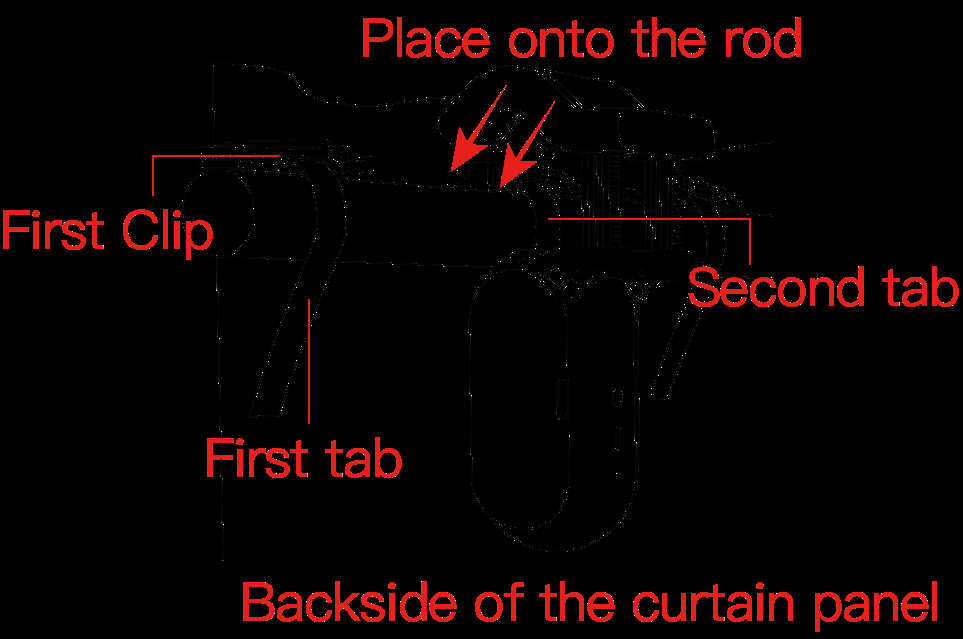 Place onto the rod
First Clip
Second tab
First tab
Backside of the curtain panel